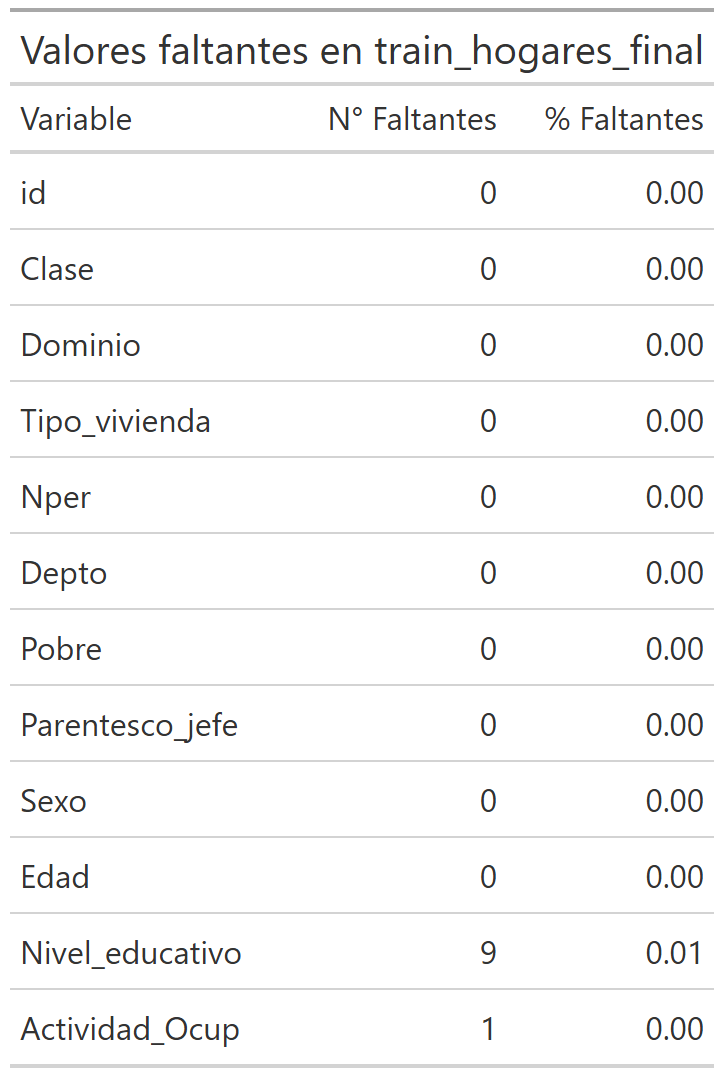 Valores faltantes en train_hogares_final
Variable N° Faltantes % Faltantes
id 0 0.00
Clase 0 0.00
Dominio 0 0.00
Tipo_vivienda 0 0.00
Nper 0 0.00
Depto 0 0.00
Pobre 0 0.00
Parentesco_jefe 0 0.00
Sexo 0 0.00
Edad 0 0.00
Nivel_educativo 9 0.01
Actividad_Ocup 1 0.00